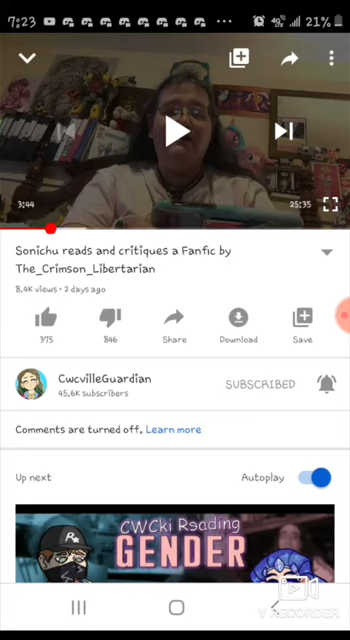 7:23
4G
21%
3:44
25:35
Sonichu reads and critiques a Fanfic by
The_Crimson_Libertarian
8.4K views • 2 days ago
375
846
Share
Download
Save
CwcvilleGuardian
45.6K subscribers
SUBSCRIBED
Comments are turned off. Learn more
Up next
Autoplay
CWCki Reading
GENDER
R
V RECORDER